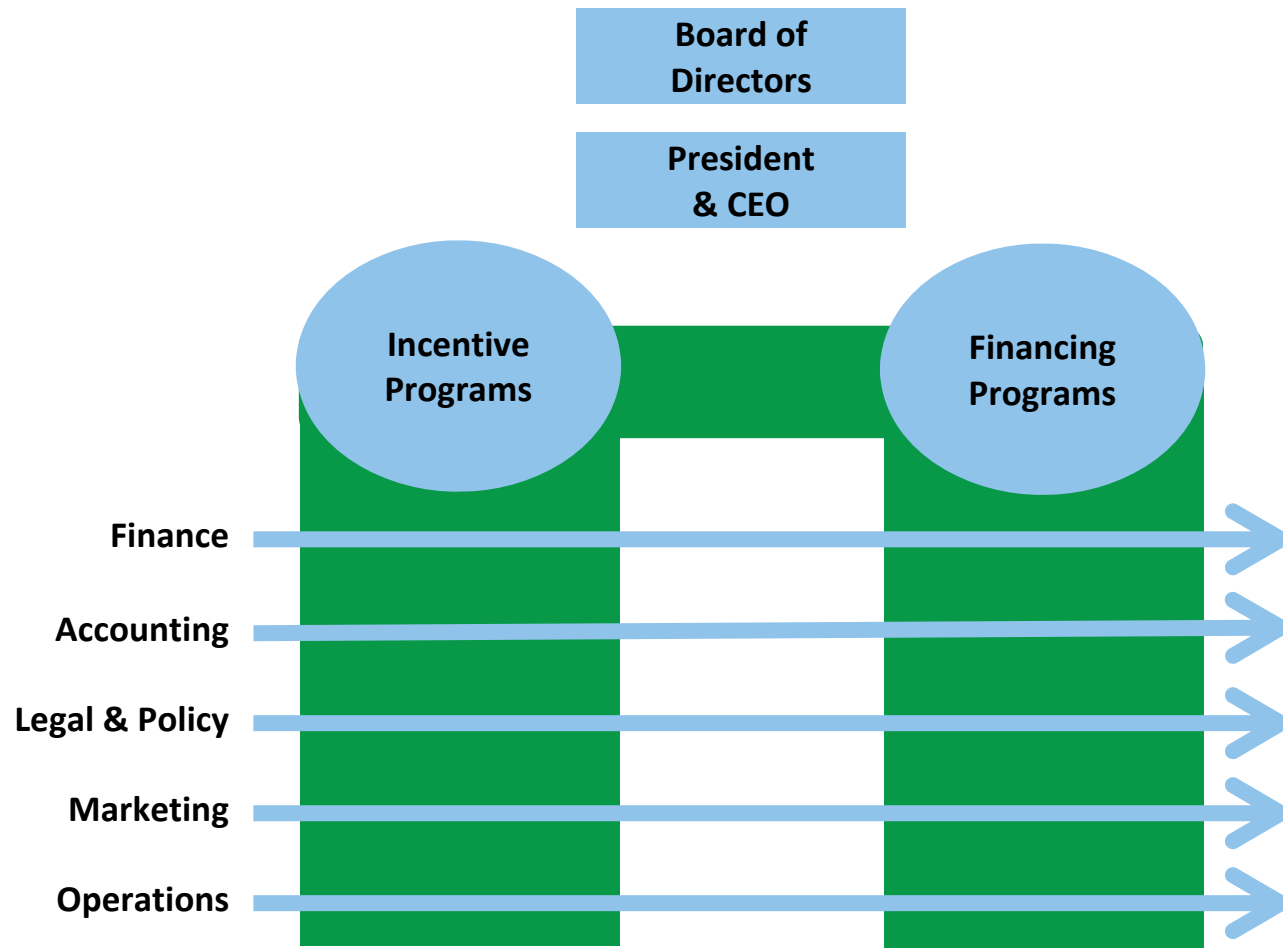 Board of
Directors
President
& CEO
Incentive
Programs
Financing
Programs
Finance
Accounting
Legal & Policy
Marketing
Operations